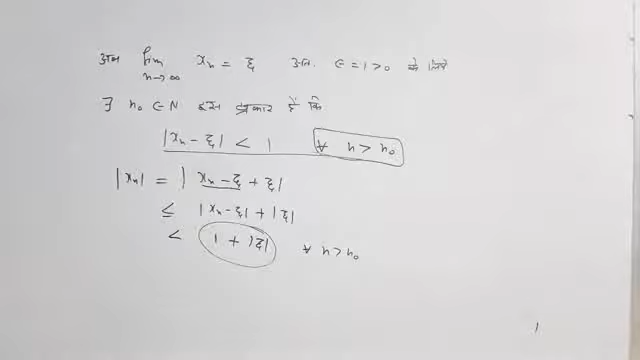 अब lim n→∞ xₙ = ξ अतः ∈ = 1 > 0 के लिये
∃ n₀ ∈ N इस प्रकार है कि
|xₙ - ξ| < 1 ∀ n > n₀
|xₙ| = | xₙ - ξ + ξ|
≤ |xₙ - ξ| + |ξ|
< 1 + |ξ| ∀ n > n₀
1